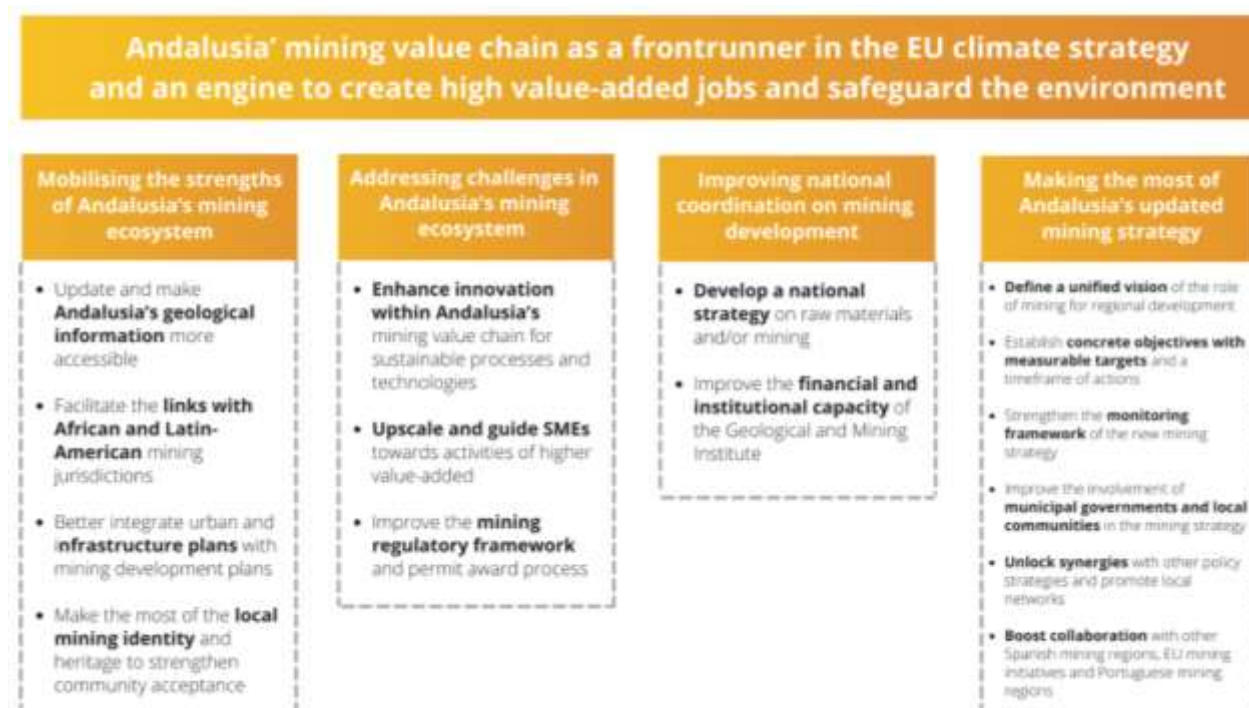 Andalusia' mining value chain as a frontrunner in the EU climate strategy
and an engine to create high value-added jobs and safeguard the environment
Mobilising the strengths
of Andalusia's mining
ecosystem
• Update and make
Andalusia's geological
information more
accessible
• Facilitate the links with
African and Latin-
American mining
jurisdictions
• Better integrate urban and
infrastructure plans with
mining development plans
• Make the most of the local
mining identity and
heritage to strengthen
community acceptance
Addressing challenges in
Andalusia's mining
ecosystem
• Enhance innovation
within Andalusia's
mining value chain for
sustainable processes and
technologies
• Upscale and guide SMEs
towards activities of higher
value-added
• Improve the mining
regulatory framework
and permit award process
Improving national
coordination on mining
development
• Develop a national
strategy on raw materials
and/or mining
• Improve the financial and
institutional capacity of
the Geological and Mining
Institute
Making the most of
Andalusia's updated
mining strategy
• Define a unified vision of the role
of mining for regional development
• Establish concrete objectives with
measurable targets and a
timeframe of actions
• Strengthen the monitoring
framework of the new mining
strategy
• Improve the involvement of
municipal governments and local
communities in the mining strategy
• Unlock synergies with other policy
strategies and promote local
networks
• Boost collaboration with other
Spanish mining regions, EU mining
initiatives and Portuguese mining
regions